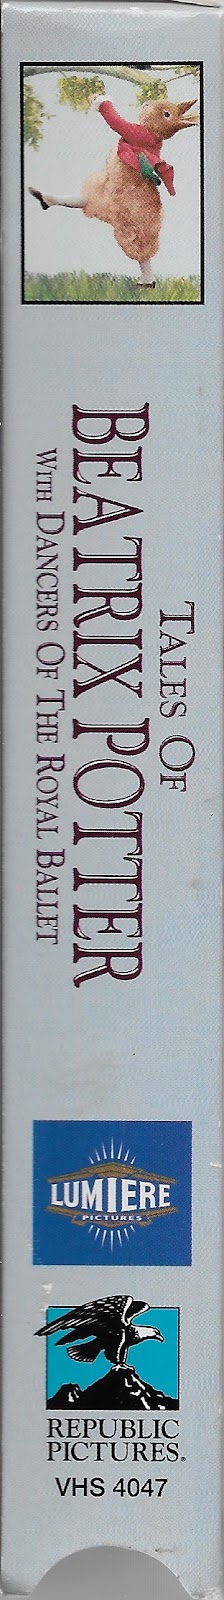 TALES OF
BEATRIX POTTER
WITH DANCERS OF THE ROYAL BALLET
LUMIERE
PICTURES
REPUBLIC
PICTURES®
VHS 4047